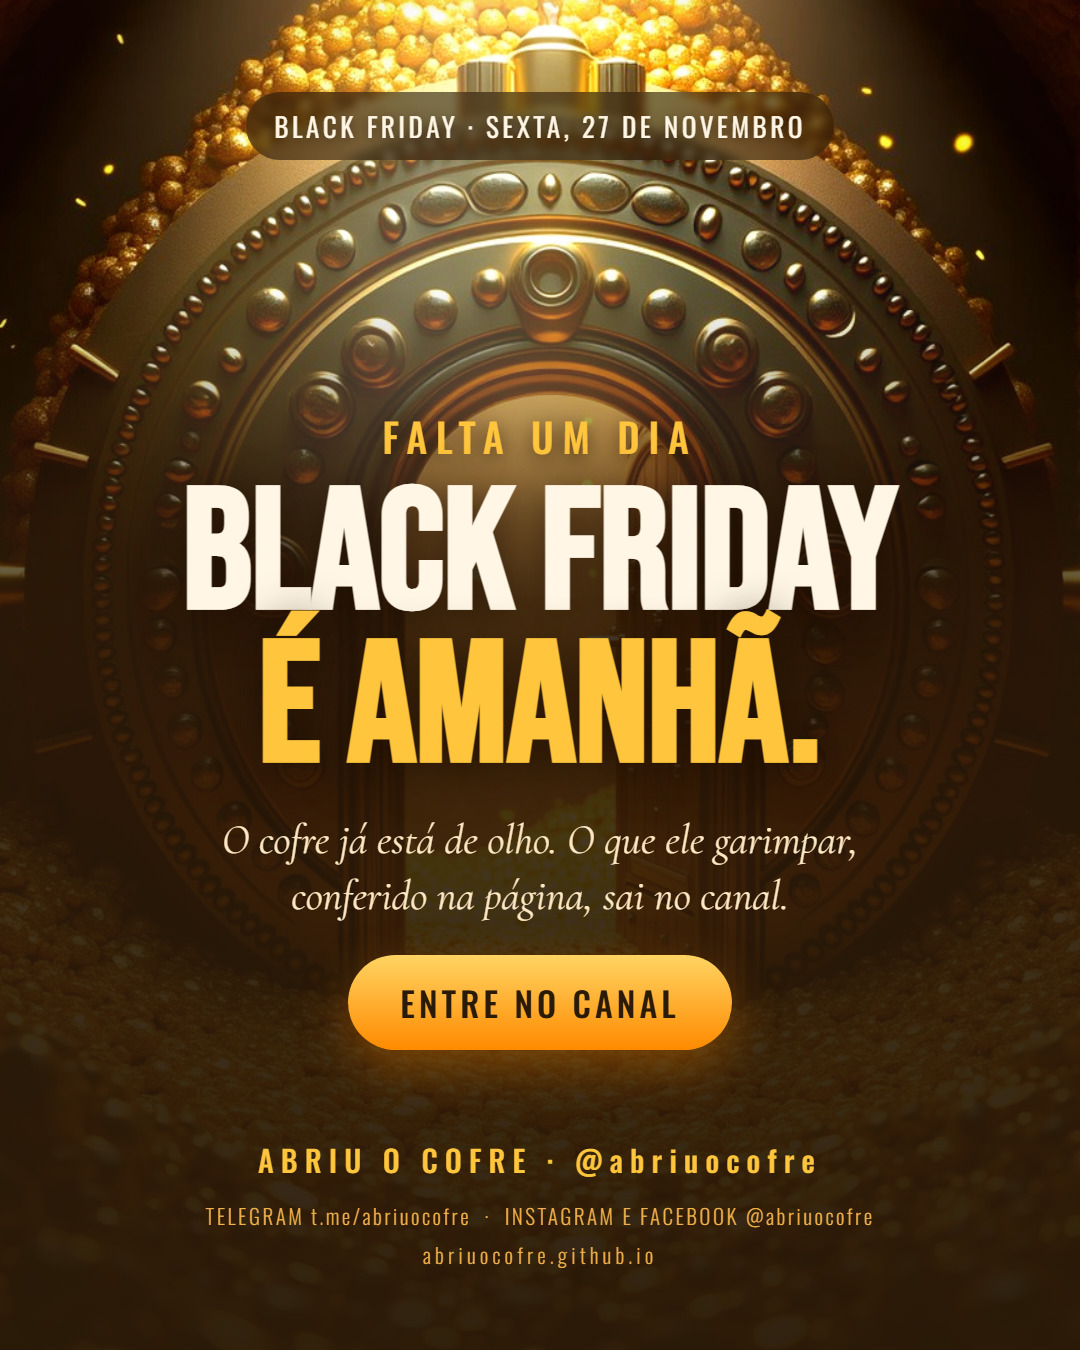 BLACK FRIDAY · SEXTA, 27 DE NOVEMBRO
FALTA UM DIA
BLACK FRIDAY
É AMANHÃ.
O cofre já está de olho. O que ele garimpar,
conferido na página, sai no canal.
ENTRE NO CANAL
ABRIU O COFRE · @abriuocofre
TELEGRAM t.me/abriuocofre · INSTAGRAM E FACEBOOK @abriuocofre
abriuocofre.github.io